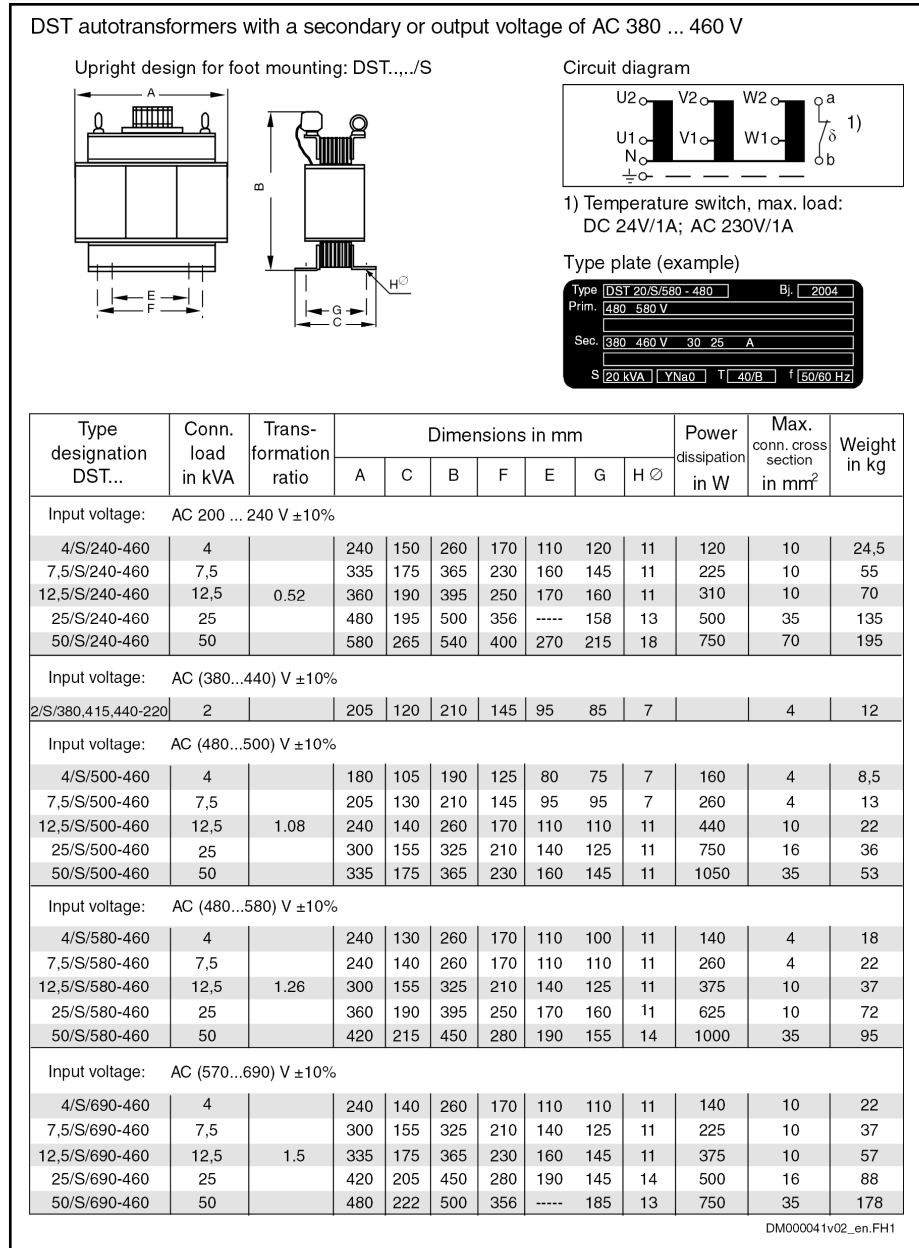 DST autotransformers with a secondary or output voltage of AC 380 ... 460 V
Upright design for foot mounting: DST..,../S
A
B
E
F
G
C
HØ
Circuit diagram
U2 V2 W2 a
U1 V1 W1 δ 1)
N b
1) Temperature switch, max. load:
DC 24V/1A; AC 230V/1A
Type plate (example)
Type DST 20/S/580 - 480 Bj. 2004
Prim. 480 580 V
Sec. 380 460 V 30 25 A
S 20 kVA YNa0 T 40/B f 50/60 Hz
Type designation DST... Conn. load in kVA Trans-formation ratio Dimensions in mm Power dissipation in W Max. conn. cross section in mm² Weight in kg
A C B F E G H Ø
Input voltage: AC 200 ... 240 V ±10%
4/S/240-460 4 240 150 260 170 110 120 11 120 10 24,5
7,5/S/240-460 7,5 335 175 365 230 160 145 11 225 10 55
12,5/S/240-460 12,5 0.52 360 190 395 250 170 160 11 310 10 70
25/S/240-460 25 480 195 500 356 ----- 158 13 500 35 135
50/S/240-460 50 580 265 540 400 270 215 18 750 70 195
Input voltage: AC (380...440) V ±10%
2/S/380,415,440-220 2 205 120 210 145 95 85 7 4 12
Input voltage: AC (480...500) V ±10%
4/S/500-460 4 180 105 190 125 80 75 7 160 4 8,5
7,5/S/500-460 7,5 205 130 210 145 95 95 7 260 4 13
12,5/S/500-460 12,5 1.08 240 140 260 170 110 110 11 440 10 22
25/S/500-460 25 300 155 325 210 140 125 11 750 16 36
50/S/500-460 50 335 175 365 230 160 145 11 1050 35 53
Input voltage: AC (480...580) V ±10%
4/S/580-460 4 240 130 260 170 110 100 11 140 4 18
7,5/S/580-460 7,5 240 140 260 170 110 110 11 260 4 22
12,5/S/580-460 12,5 1.26 300 155 325 210 140 125 11 375 10 37
25/S/580-460 25 360 190 395 250 170 160 11 625 10 72
50/S/580-460 50 420 215 450 280 190 155 14 1000 35 95
Input voltage: AC (570...690) V ±10%
4/S/690-460 4 240 140 260 170 110 110 11 140 10 22
7,5/S/690-460 7,5 300 155 325 210 140 125 11 225 10 37
12,5/S/690-460 12,5 1.5 335 175 365 230 160 145 11 375 10 57
25/S/690-460 25 420 205 450 280 190 145 14 500 16 88
50/S/690-460 50 480 222 500 356 ----- 185 13 750 35 178
DM000041v02_en.FH1